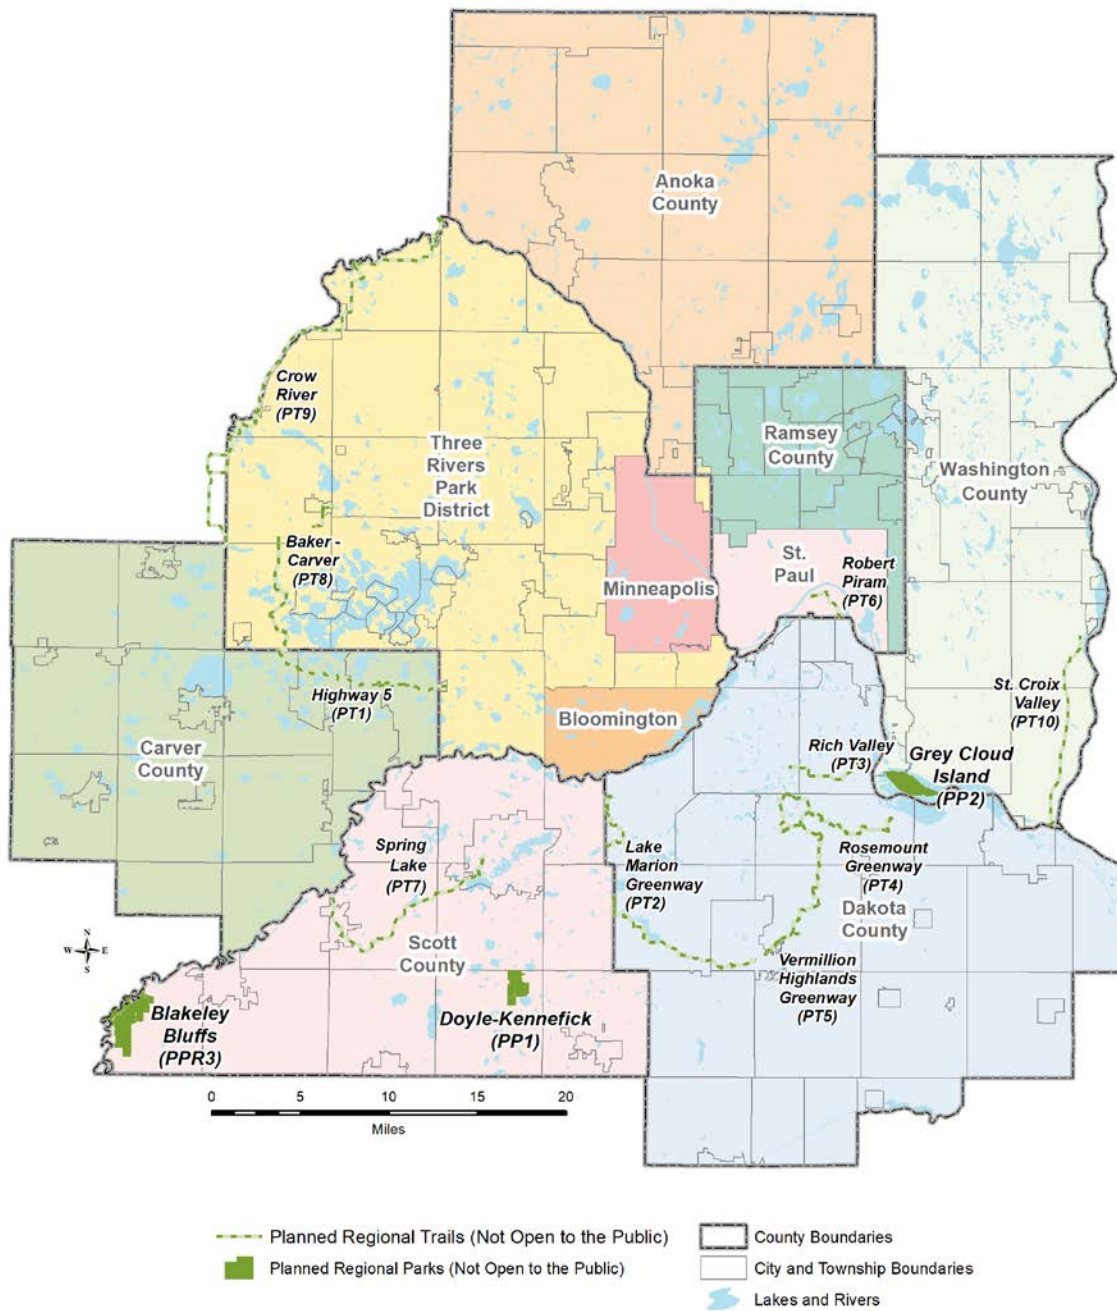 Anoka
County
Crow
River
(PT9)
Three
Rivers
Park
District
Ramsey
County
Washington
County
Baker -
Carver
(PT8)
Minneapolis
St.
Paul
Robert
Piram
(PT6)
Highway 5
(PT1)
St. Croix
Valley
(PT10)
Bloomington
Carver
County
Rich Valley
(PT3)
Grey Cloud
Island
(PP2)
Spring
Lake
(PT7)
Lake
Marion
Greenway
(PT2)
Rosemount
Greenway
(PT4)
Dakota
County
Scott
County
Vermillion
Highlands
Greenway
(PT5)
N
W E
S
Blakeley
Bluffs
(PPR3)
Doyle-Kennefick
(PP1)
0 5 10 15 20
Miles
Planned Regional Trails (Not Open to the Public)
Planned Regional Parks (Not Open to the Public)
County Boundaries
City and Township Boundaries
Lakes and Rivers